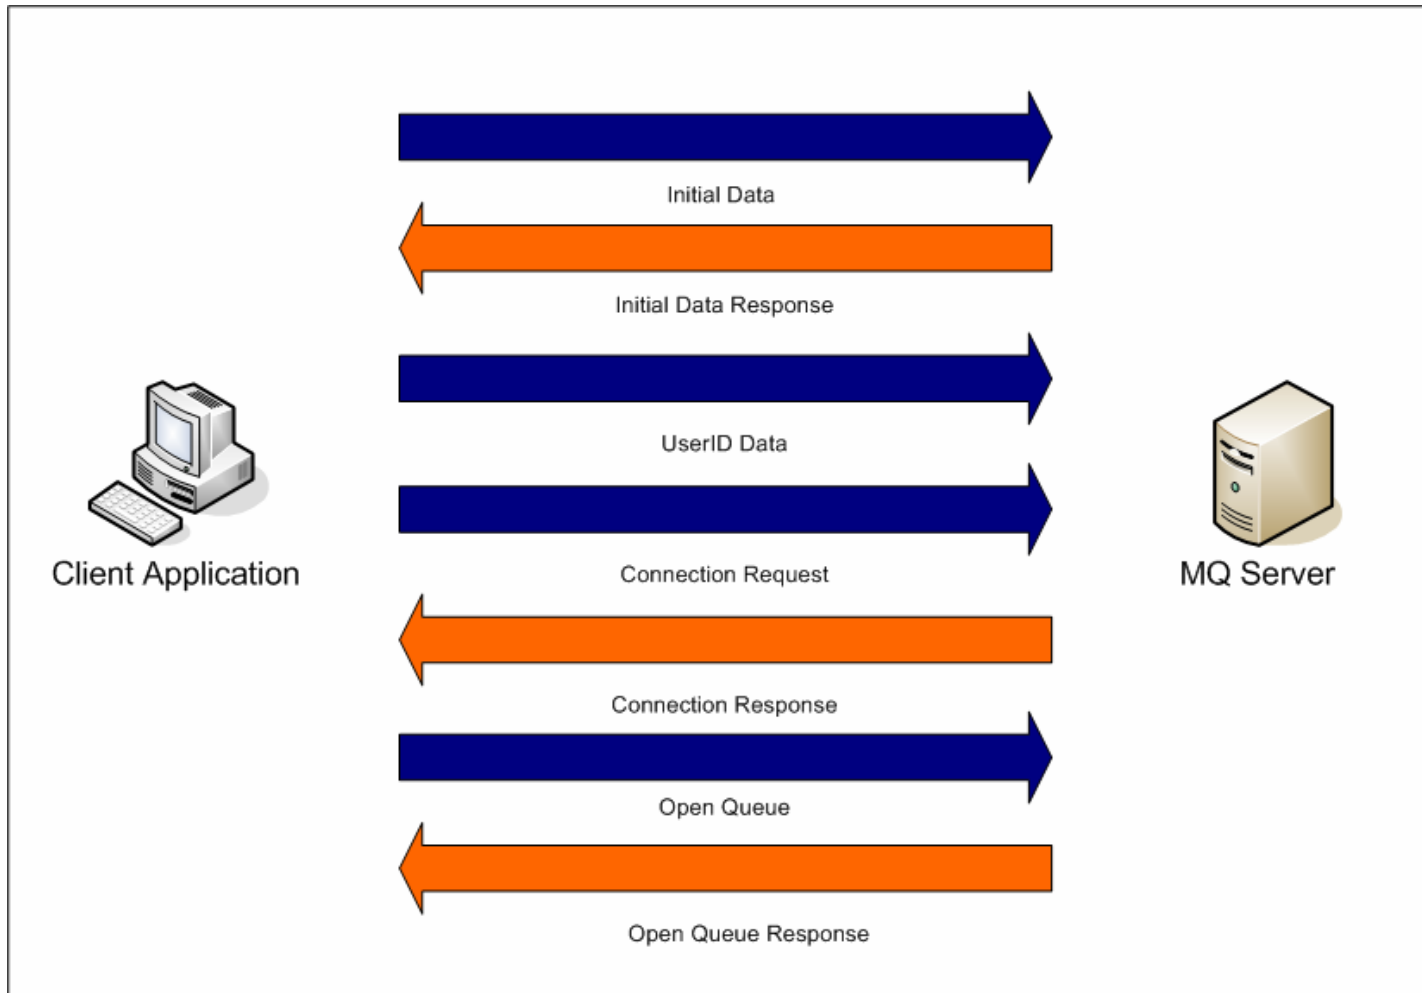 Initial Data
Initial Data Response
UserID Data
Client Application
MQ Server
Connection Request
Connection Response
Open Queue
Open Queue Response